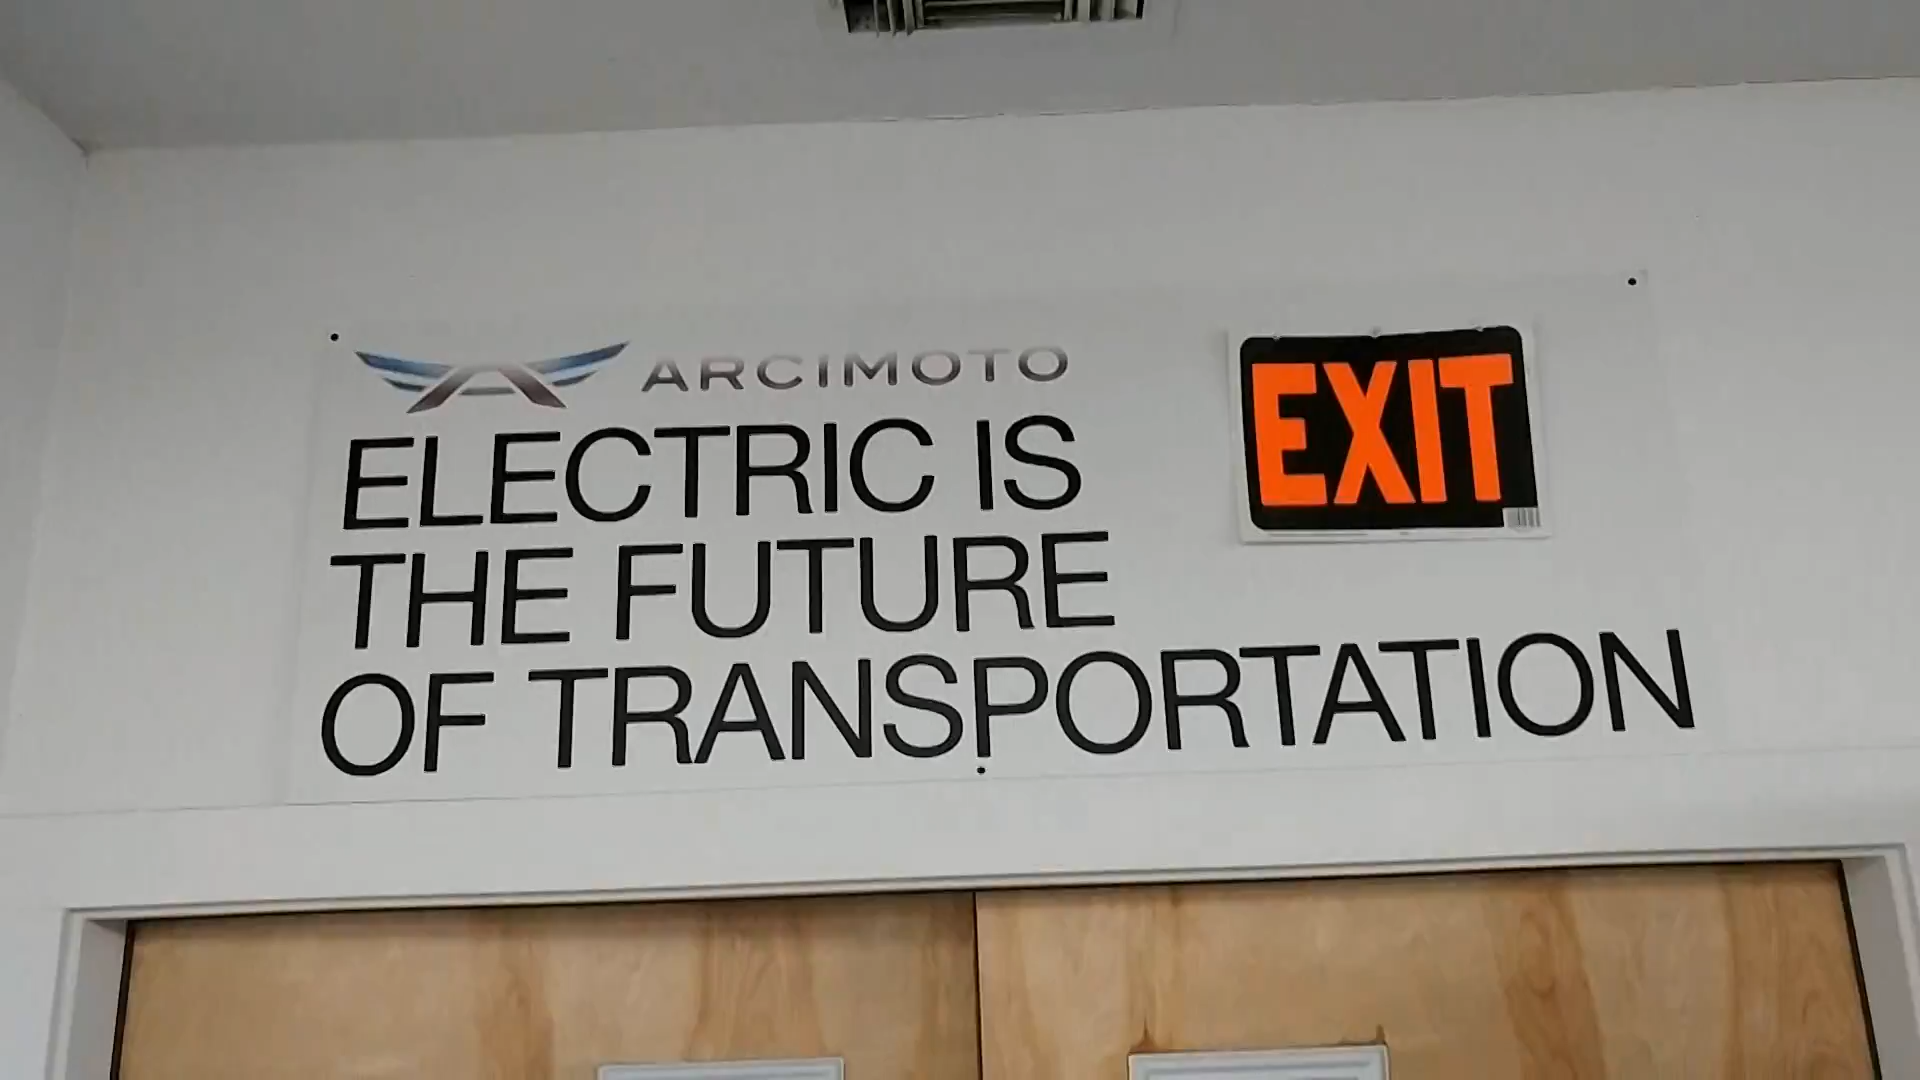 ARCIMOTO
ELECTRIC IS
THE FUTURE
OF TRANSPORTATION
EXIT